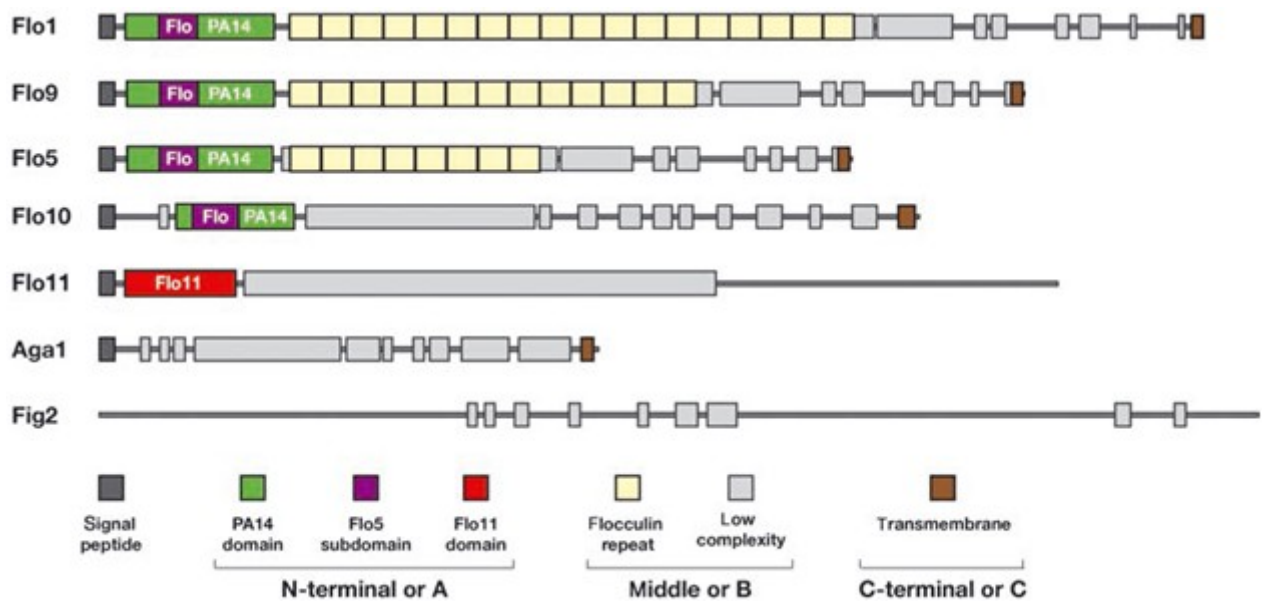 Flo1 Flo PA14
Flo9 Flo PA14
Flo5 Flo PA14
Flo10 Flo PA14
Flo11 Flo11
Aga1
Fig2
Signal peptide
PA14 domain
Flo5 subdomain
Flo11 domain
Flocculin repeat
Low complexity
Transmembrane
N-terminal or A
Middle or B
C-terminal or C